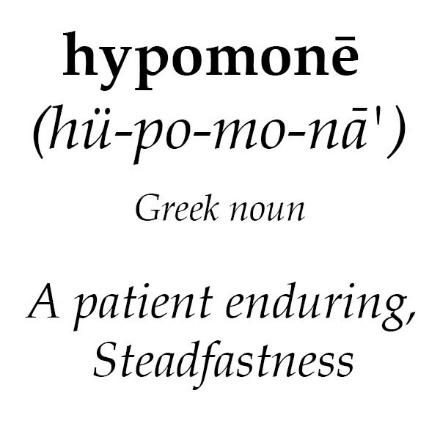 hypomonē
(hü-po-mo-nā')
Greek noun
A patient enduring,
Steadfastness